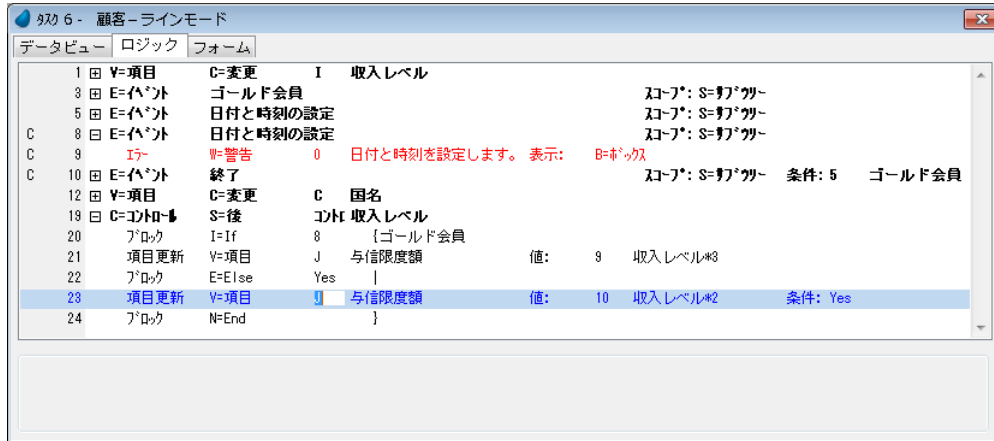 ﾀｽｸ 6 - 顧客－ラインモード
データビュー ロジック フォーム
1 V=項目 C=変更 I 収入レベル
3 E=ｲﾍﾞﾝﾄ ゴールド会員 ｽｺｰﾌﾟ: S=ｻﾌﾞﾂﾘｰ
5 E=ｲﾍﾞﾝﾄ 日付と時刻の設定 ｽｺｰﾌﾟ: S=ｻﾌﾞﾂﾘｰ
C 8 E=ｲﾍﾞﾝﾄ 日付と時刻の設定 ｽｺｰﾌﾟ: S=ｻﾌﾞﾂﾘｰ
C 9 ｴﾗｰ W=警告 0 日付と時刻を設定します。 表示: B=ﾎﾞｯｸｽ
C 10 E=ｲﾍﾞﾝﾄ 終了 ｽｺｰﾌﾟ: S=ｻﾌﾞﾂﾘｰ 条件: 5 ゴールド会員
12 V=項目 C=変更 C 国名
19 C=ｺﾝﾄﾛｰﾙ S=後 ｺﾝﾄﾛ 収入レベル
20 ﾌﾞﾛｯｸ I=If 8 {ゴールド会員
21 項目更新 V=項目 J 与信限度額 値: 9 収入レベル*3
22 ﾌﾞﾛｯｸ E=Else Yes |
23 項目更新 V=項目 J 与信限度額 値: 10 収入レベル*2 条件: Yes
24 ﾌﾞﾛｯｸ N=End }